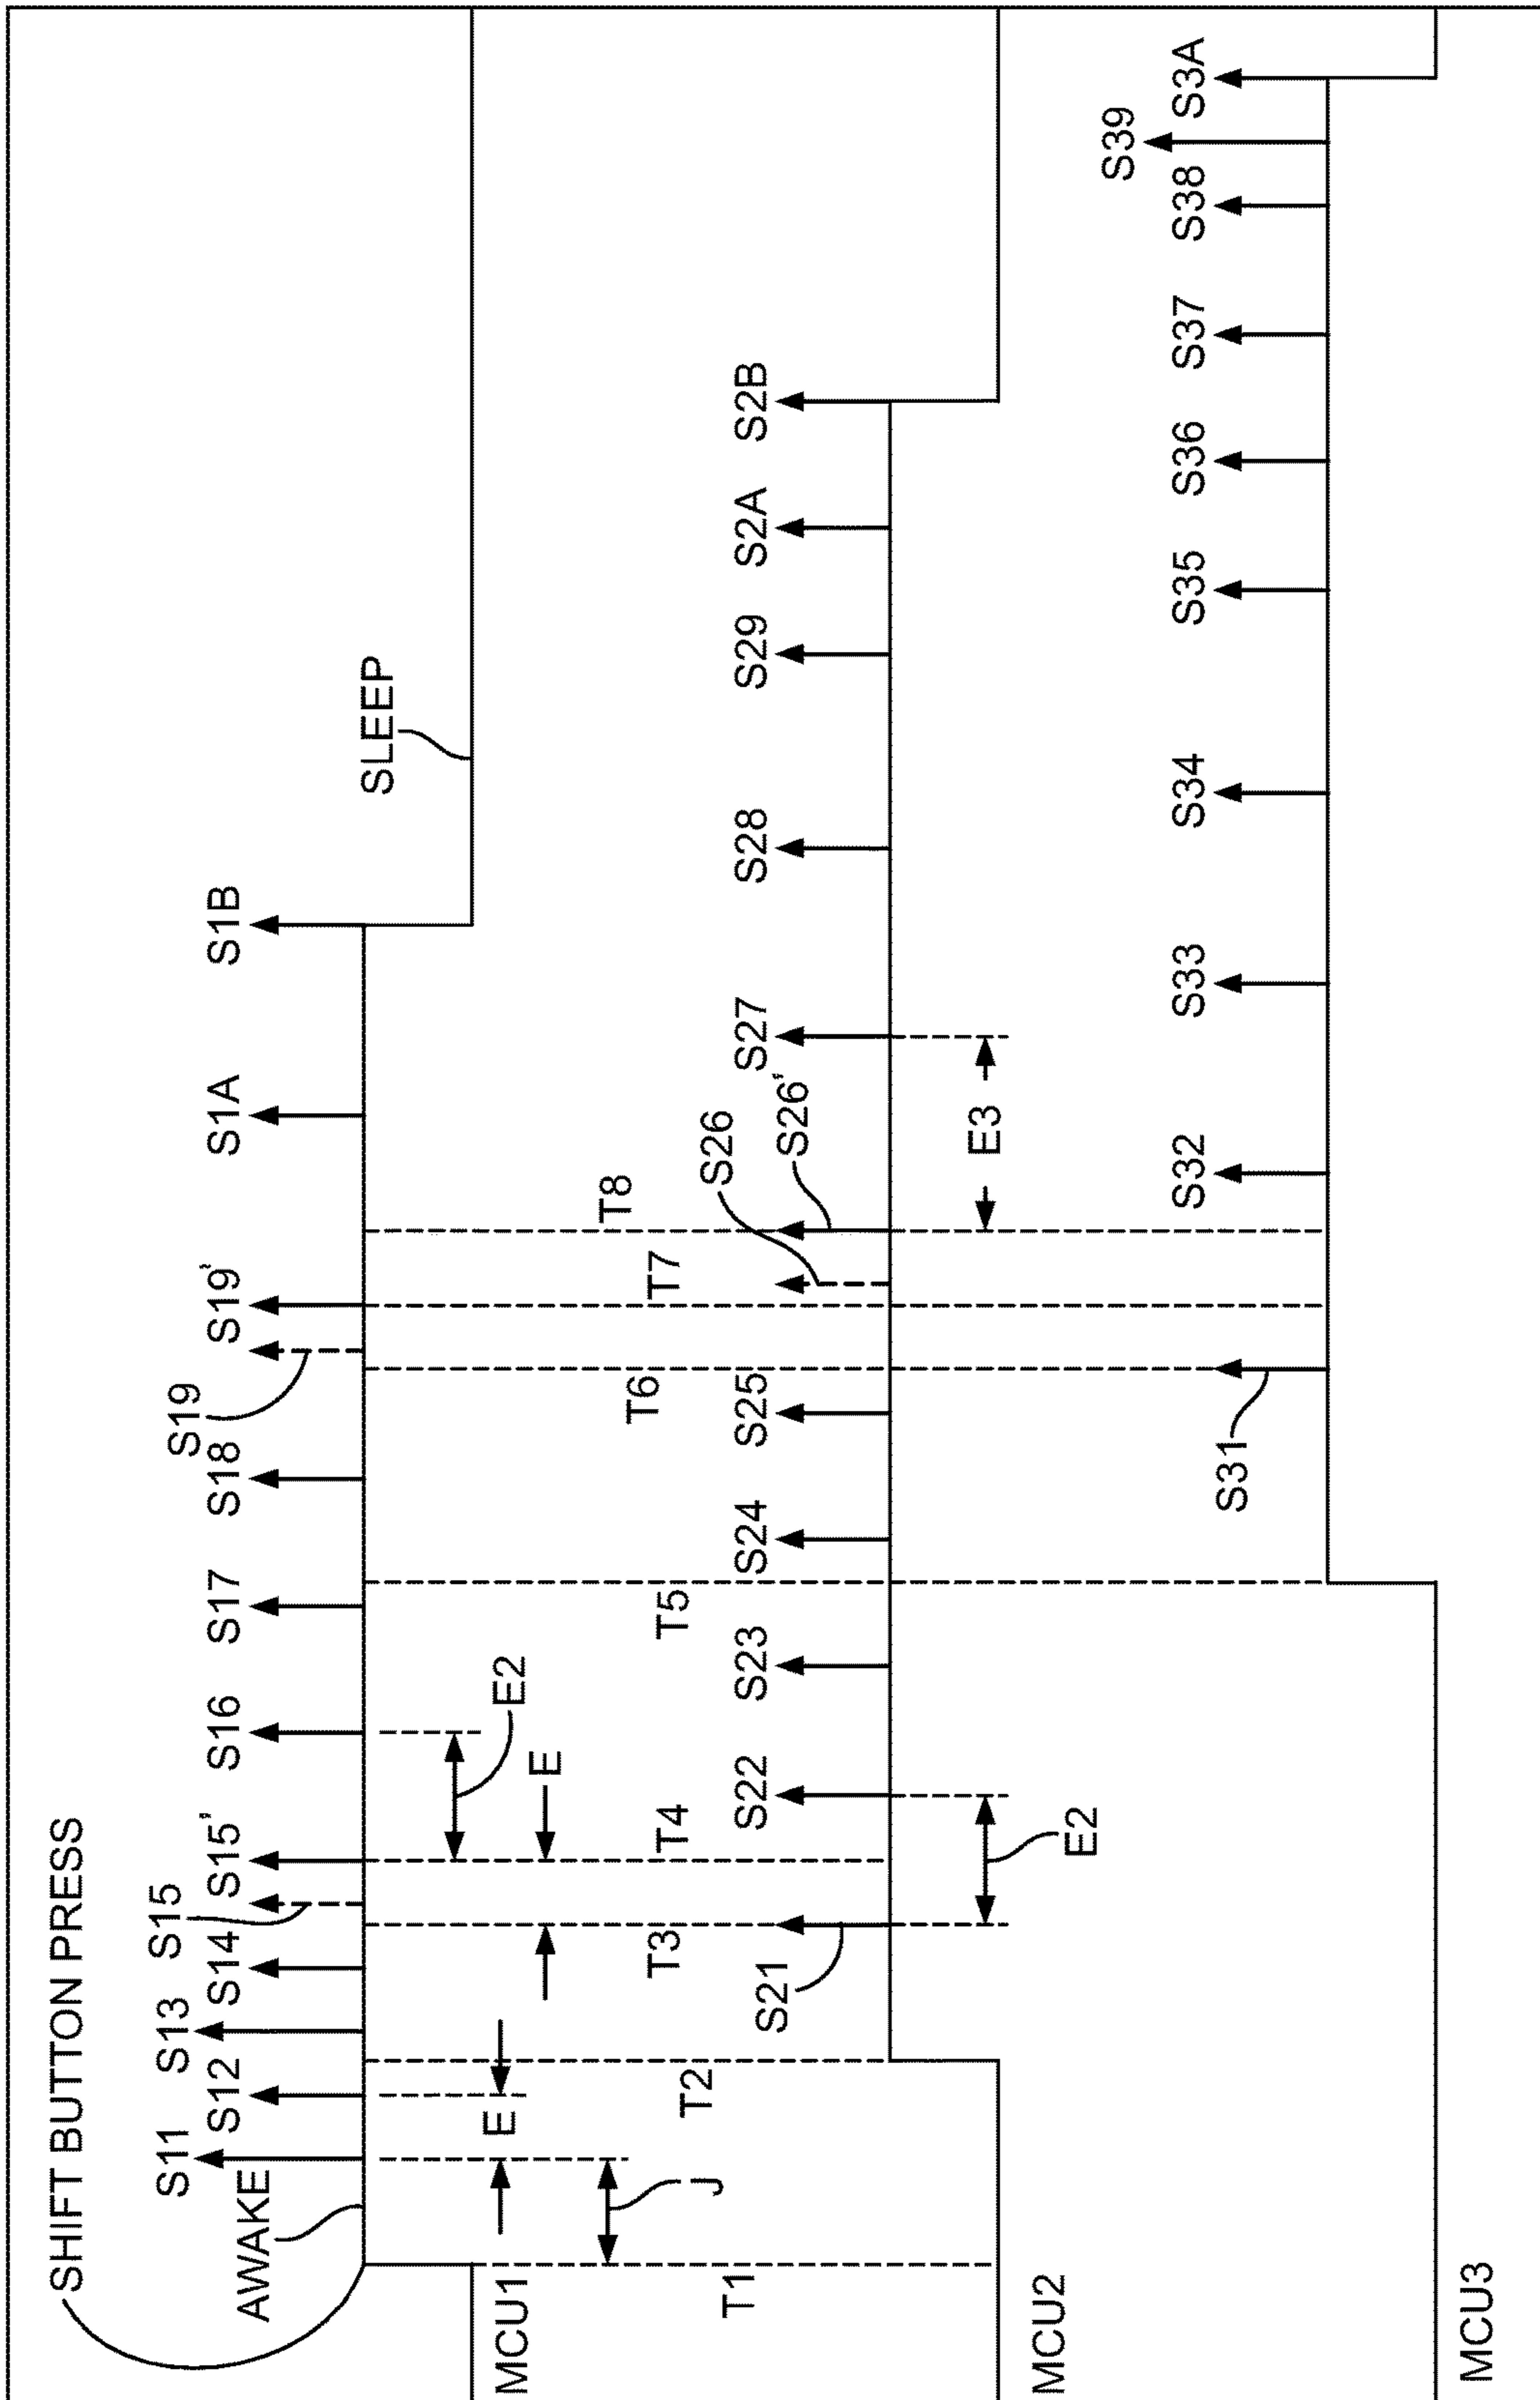 SHIFT BUTTON PRESS
AWAKE
S11
S12
S13
S14
S15
S15'
S16
S17
S18
S19
S19'
S1A
S1B
SLEEP
MCU1
J
E
E
E2
T1
T2
T3
T4
T5
T6
T7
T8
S21
S22
S23
S24
S25
S26
S26'
S27
S28
S29
S2A
S2B
MCU2
E2
E3
S31
S32
S33
S34
S35
S36
S37
S38
S39
S3A
MCU3